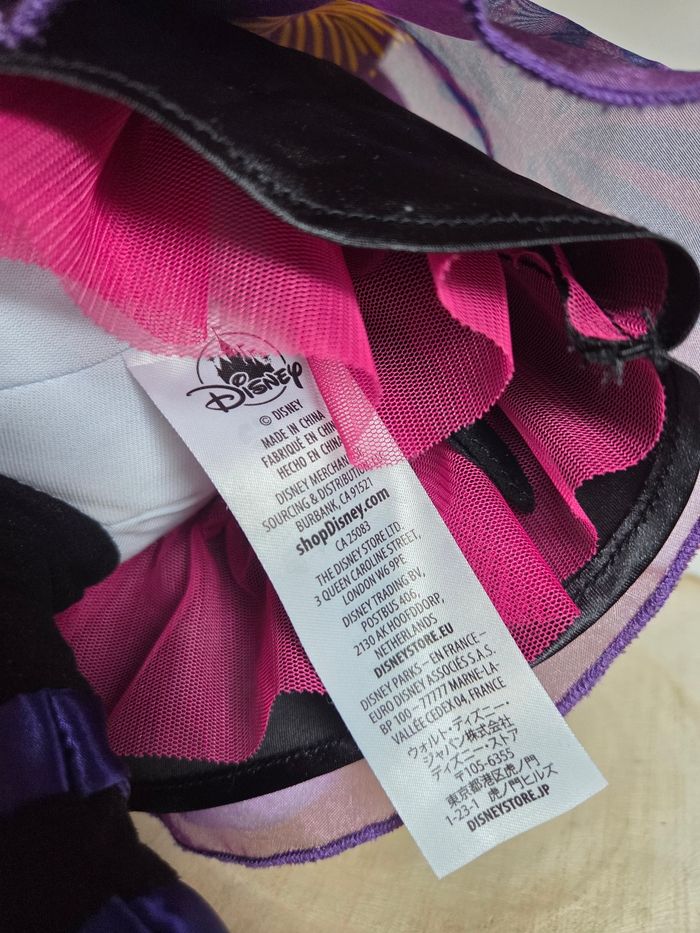 Disney
© DISNEY
MADE IN CHINA
FABRIQUÉ EN CHIN
HECHO EN CHINA
DISNEY MERCHAN
SOURCING & DISTRIBUTI
BURBANK, CA 91521
shopDisney.com
CA 25083
THE DISNEY STORE LTD.
3 QUEEN CAROLINE STREET,
LONDON W6 9PE.
DISNEY TRADING BV,
POSTBUS 406,
2130 AK HOOFDDORP,
NETHERLANDS
DISNEYSTORE.EU
DISNEY PARKS – EN FRANCE –
EURO DISNEY ASSOCIÉS S.A.S.
BP 100 – 77777 MARNE-LA-
VALLÉE CEDEX 04, FRANCE
ウォルト・ディズニー・
ジャパン株式会社
ディズニー・ストア
〒105-6355
東京都港区虎ノ門
1-23-1 虎ノ門ヒルズ
DISNEYSTORE.JP